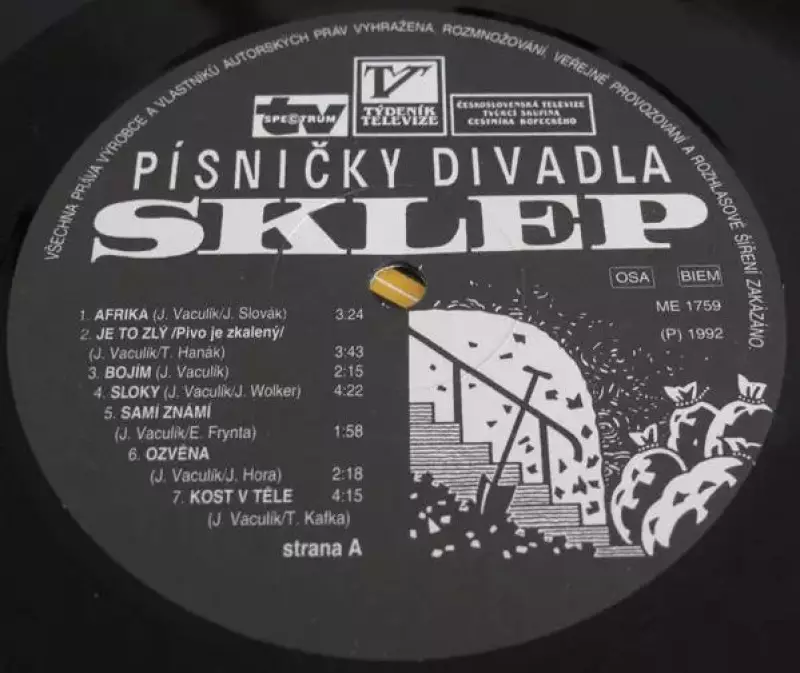 VŠECHNA PRÁVA VÝROBCE A VLASTNÍKŮ AUTORSKÝCH PRÁV VYHRAŽENA. ROZMNOŽOVÁNÍ, VEŘEJNÉ PROVOZOVÁNÍ A ROZHLASOVÉ ŠÍŘENÍ ZAKÁZÁNO.
TV
TÝDENÍK
TELEVIZE
tv
SPECTRUM
ČESKOSLOVENSKÁ TELEVIZE
TVŮRČÍ SKUPINA
ČESTMÍRA KOPECKÉHO
PÍSNIČKY DIVADLA
SKLEP
OSA BIEM
ME 1759
(P) 1992
1. AFRIKA (J. Vaculík/J. Slovák) 3:24
2. JE TO ZLÝ /Pivo je zkalený/
(J. Vaculík/T. Hanák) 3:43
3. BOJÍM (J. Vaculík) 2:15
4. SLOKY (J. Vaculík/J. Wolker) 4:22
5. SAMÍ ZNÁMÍ
(J. Vaculík/E. Frynta) 1:58
6. OZVĚNA
(J. Vaculík/J. Hora) 2:18
7. KOST V TĚLE 4:15
(J. Vaculík/T. Kafka)
strana A